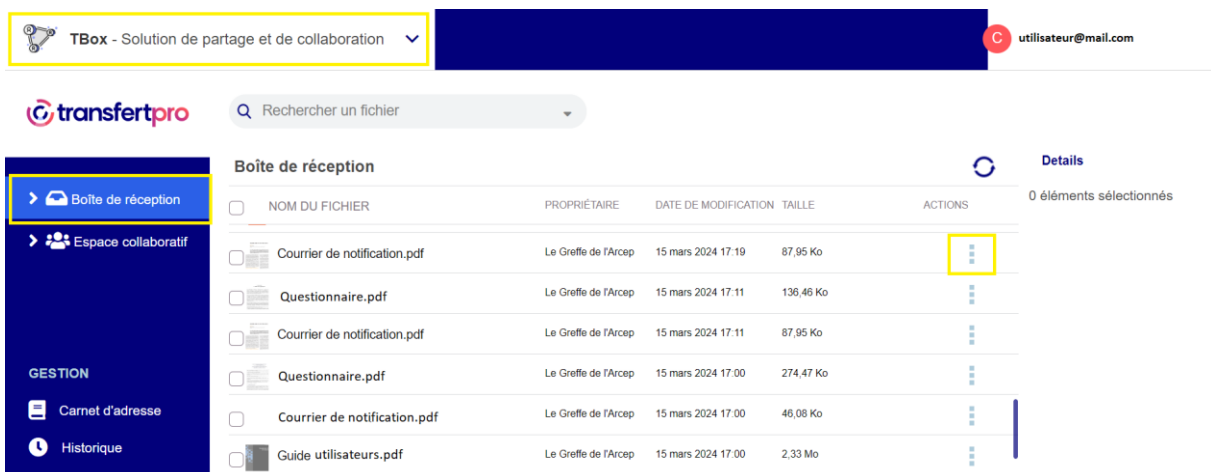 TBox - Solution de partage et de collaboration
C utilisateur@mail.com
transfertpro
Rechercher un fichier
Boîte de réception
Details
0 éléments sélectionnés
Boîte de réception
Espace collaboratif
NOM DU FICHIER PROPRIÉTAIRE DATE DE MODIFICATION TAILLE ACTIONS
Courrier de notification.pdf Le Greffe de l'Arcep 15 mars 2024 17:19 87,95 Ko
Questionnaire.pdf Le Greffe de l'Arcep 15 mars 2024 17:11 136,46 Ko
Courrier de notification.pdf Le Greffe de l'Arcep 15 mars 2024 17:11 87,95 Ko
Questionnaire.pdf Le Greffe de l'Arcep 15 mars 2024 17:00 274,47 Ko
Courrier de notification.pdf Le Greffe de l'Arcep 15 mars 2024 17:00 46,08 Ko
Guide utilisateurs.pdf Le Greffe de l'Arcep 15 mars 2024 17:00 2,33 Mo
GESTION
Carnet d'adresse
Historique